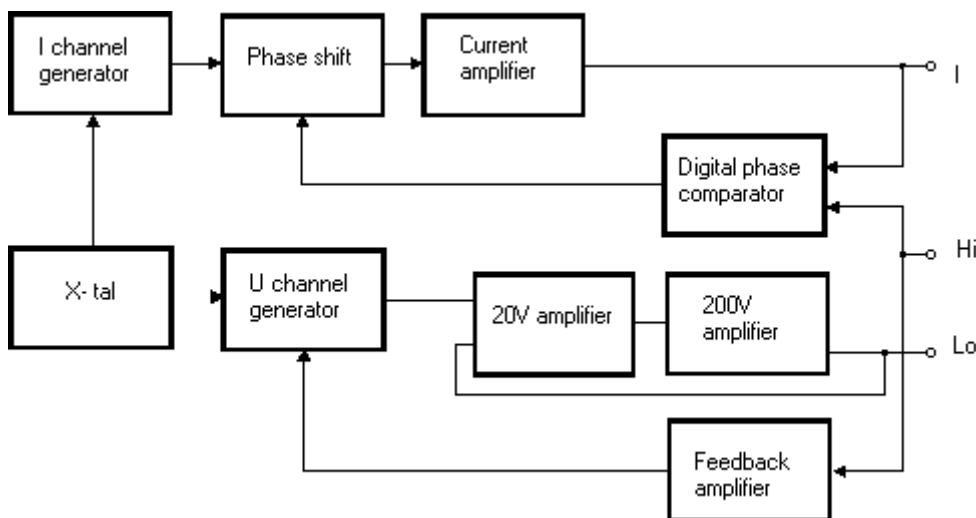 I channel
generator
Phase shift
Current
amplifier
I
Digital phase
comparator
Hi
X- tal
U channel
generator
20V amplifier
200V
amplifier
Lo
Feedback
amplifier